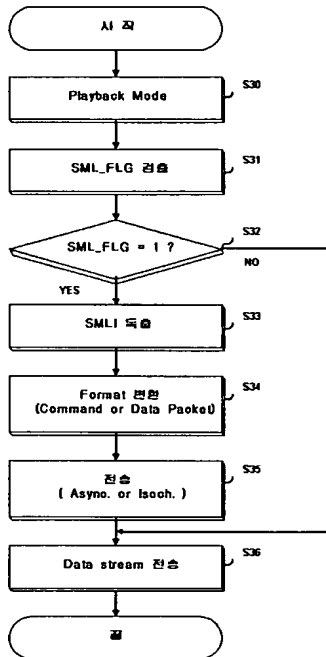 시 작
Playback Mode
S30
SML_FLG 검출
S31
SML_FLG = 1 ?
S32
NO
YES
SMLI 독출
S33
Format 변환
(Command or Data Packet)
S34
전송
( Async. or Isoch. )
S35
Data stream 전송
S36
끝